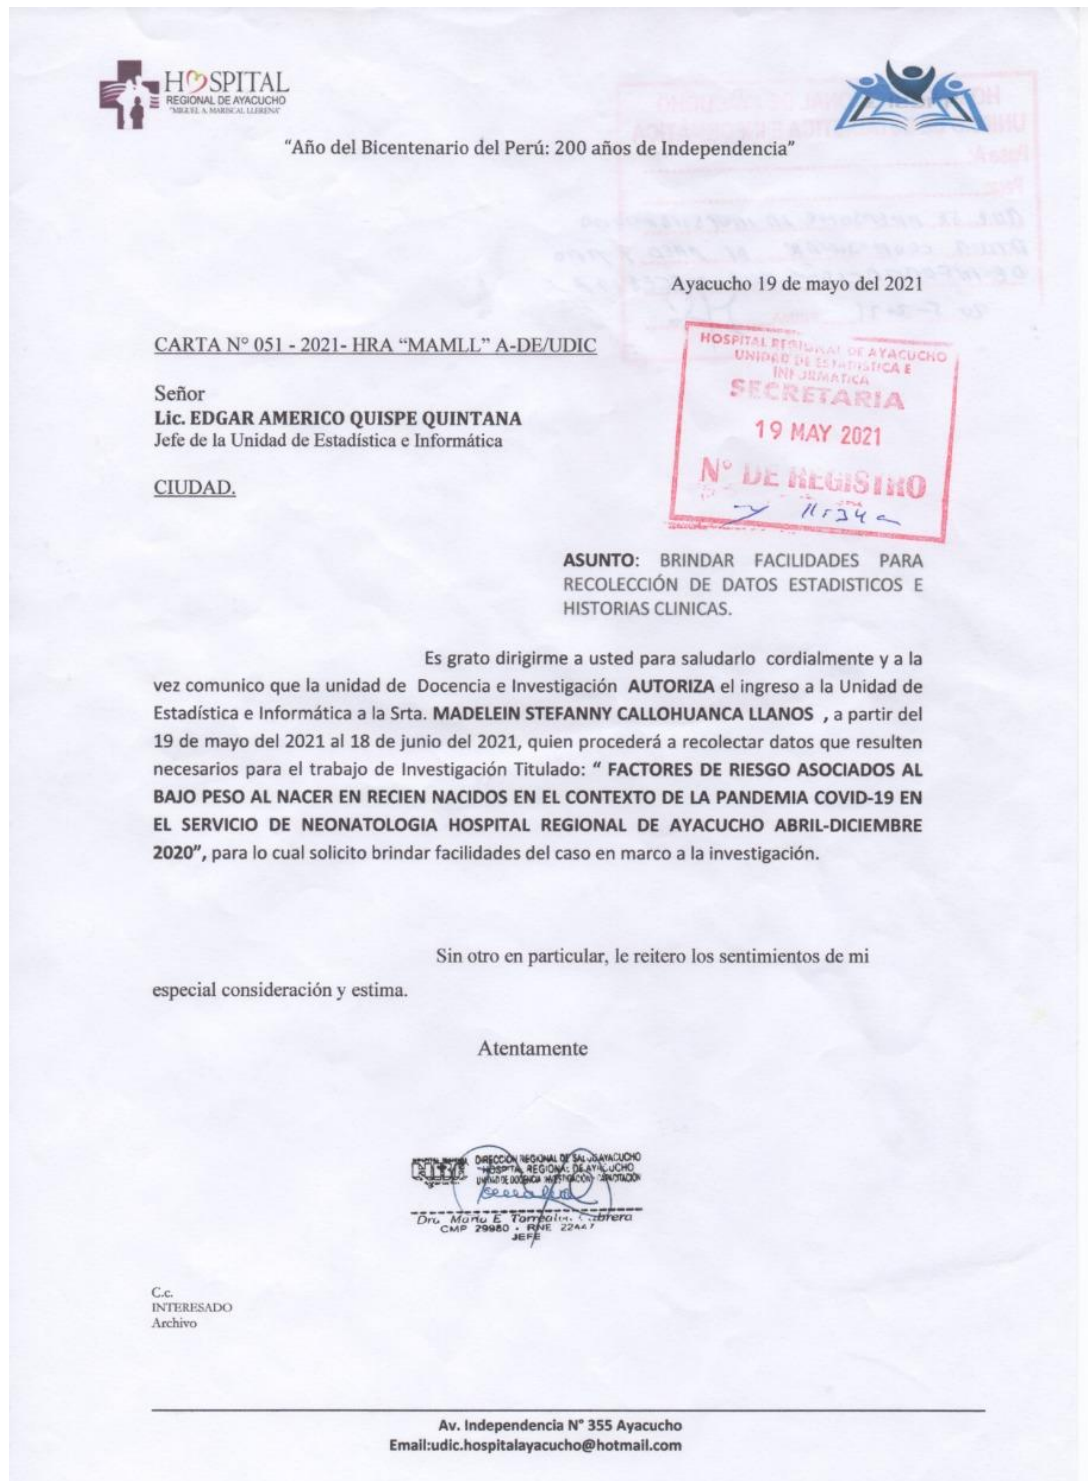 HOSPITAL
REGIONAL DE AYACUCHO
"MIGUEL A. MARISCAL LLERENA"
"Año del Bicentenario del Perú: 200 años de Independencia"
Ayacucho 19 de mayo del 2021
CARTA N° 051 - 2021- HRA "MAMLL" A-DE/UDIC
HOSPITAL REGIONAL DE AYACUCHO
UNIDAD DE ESTADISTICA E
INFORMATICA
SECRETARIA
19 MAY 2021
N° DE REGISTRO
Señor
Lic. EDGAR AMERICO QUISPE QUINTANA
Jefe de la Unidad de Estadística e Informática
CIUDAD.
ASUNTO: BRINDAR FACILIDADES PARA
RECOLECCIÓN DE DATOS ESTADISTICOS E
HISTORIAS CLINICAS.
Es grato dirigirme a usted para saludarlo cordialmente y a la
vez comunico que la unidad de Docencia e Investigación AUTORIZA el ingreso a la Unidad de
Estadística e Informática a la Srta. MADELEIN STEFANNY CALLOHUANCA LLANOS , a partir del
19 de mayo del 2021 al 18 de junio del 2021, quien procederá a recolectar datos que resulten
necesarios para el trabajo de Investigación Titulado: " FACTORES DE RIESGO ASOCIADOS AL
BAJO PESO AL NACER EN RECIEN NACIDOS EN EL CONTEXTO DE LA PANDEMIA COVID-19 EN
EL SERVICIO DE NEONATOLOGIA HOSPITAL REGIONAL DE AYACUCHO ABRIL-DICIEMBRE
2020", para lo cual solicito brindar facilidades del caso en marco a la investigación.
Sin otro en particular, le reitero los sentimientos de mi
especial consideración y estima.
Atentamente
DIRECCIÓN REGIONAL DE SALUD AYACUCHO
HOSPITAL REGIONAL DE AYACUCHO
UNIDAD DE DOCENCIA INVESTIGACIÓN CAPACITACIÓN
CMP 29980 - RNE
JEFE
C.c.
INTERESADO
Archivo
Av. Independencia N° 355 Ayacucho
Email:udic.hospitalayacucho@hotmail.com